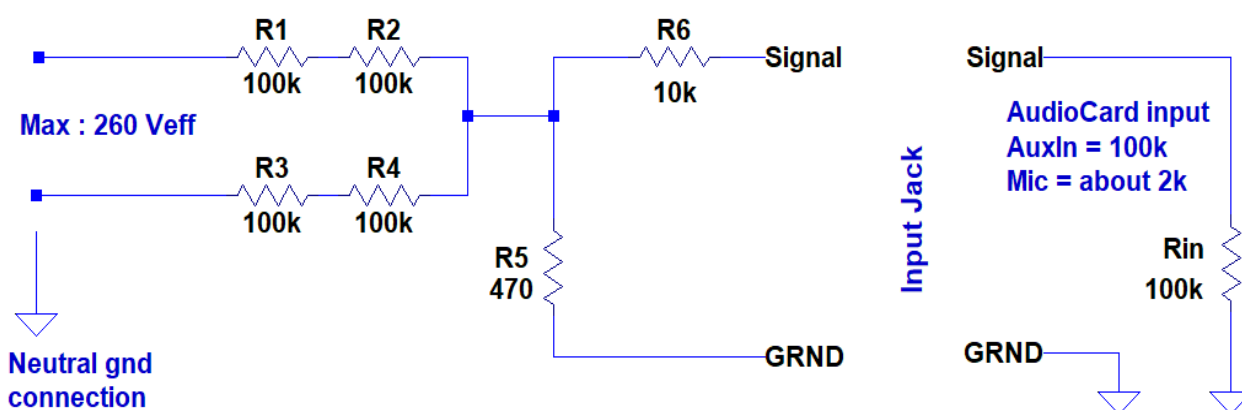 R1
100k
R2
100k
R6
10k
Signal
Signal
Max : 260 Veff
AudioCard input
AuxIn = 100k
Mic = about 2k
R3
100k
R4
100k
Input Jack
R5
470
Rin
100k
GRND
GRND
Neutral gnd
connection